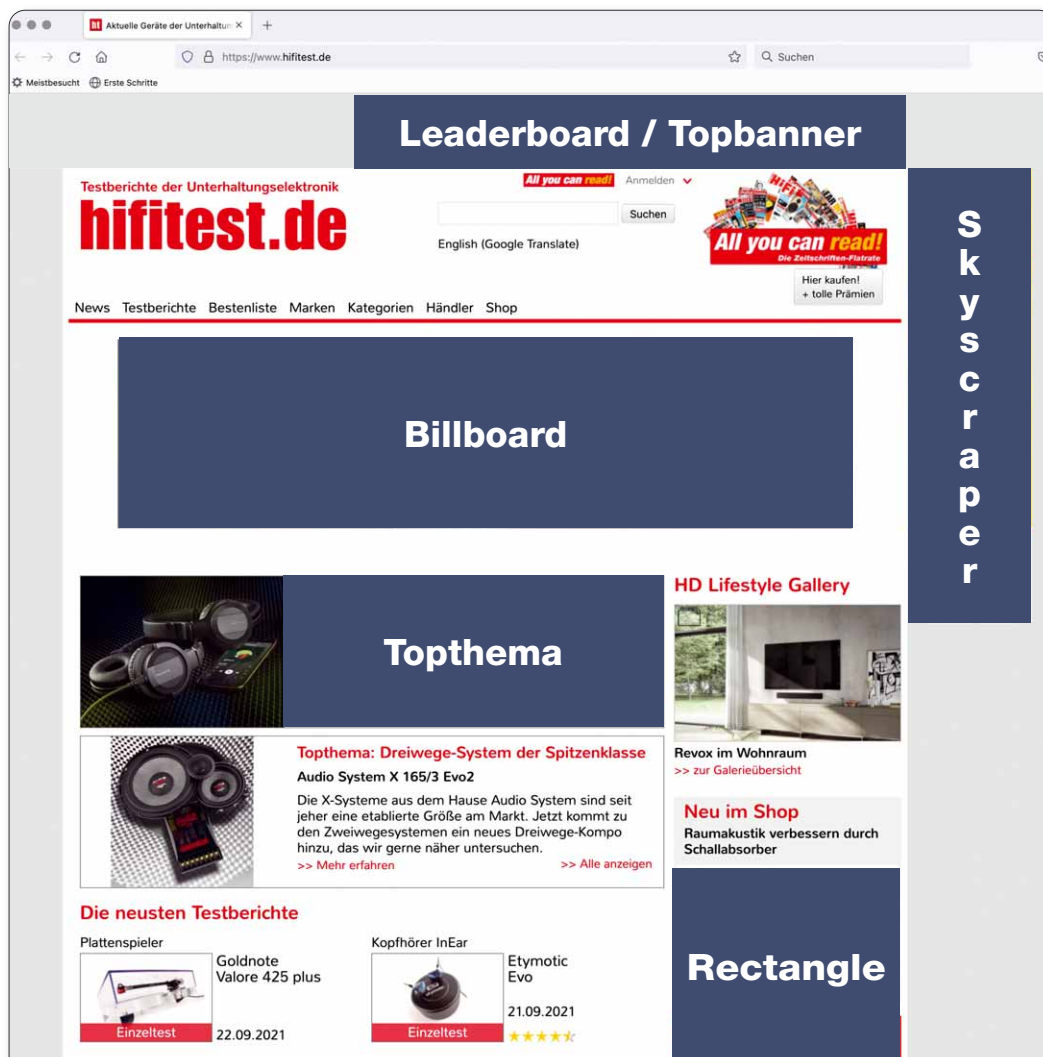 Aktuelle Geräte der Unterhaltun
https://www.hifitest.de
Suchen
Meistbesucht Erste Schritte
Leaderboard / Topbanner
Testberichte der Unterhaltungselektronik
hifitest.de
All you can read! Anmelden
Suchen
English (Google Translate)
All you can read!
Die Zeitschriften-Flatrate
Hier kaufen!
+ tolle Prämien
News Testberichte Bestenliste Marken Kategorien Händler Shop
Skyscraper
Billboard
Topthema
HD Lifestyle Gallery
Revox im Wohnraum
>> zur Galerieübersicht
Topthema: Dreiwege-System der Spitzenklasse
Audio System X 165/3 Evo2
Die X-Systeme aus dem Hause Audio System sind seit
jeher eine etablierte Größe am Markt. Jetzt kommt zu
den Zweiwegesystemen ein neues Dreiwege-Kompo
hinzu, das wir gerne näher untersuchen.
>> Mehr erfahren >> Alle anzeigen
Neu im Shop
Raumakustik verbessern durch
Schallabsorber
Die neusten Testberichte
Plattenspieler
Goldnote
Valore 425 plus
Einzeltest
22.09.2021
Kopfhörer InEar
Etymotic
Evo
21.09.2021
Einzeltest
Rectangle